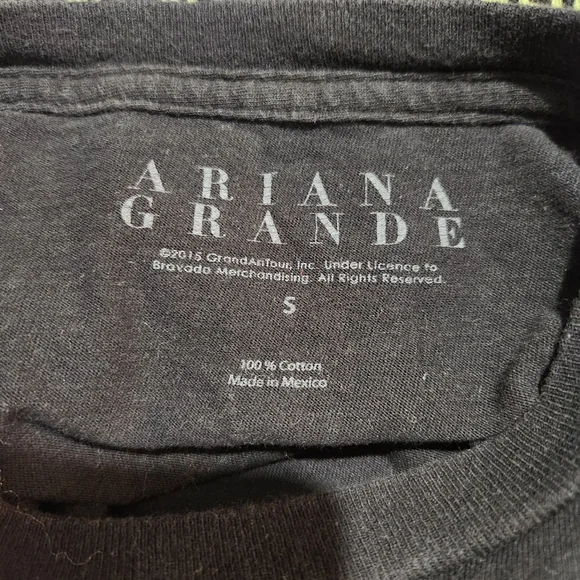 ARIANA
GRANDE
©2015 GrandAriTour, Inc. Under Licence to
Bravado Merchandising. All Rights Reserved.
S
100 % Cotton
Made in Mexico